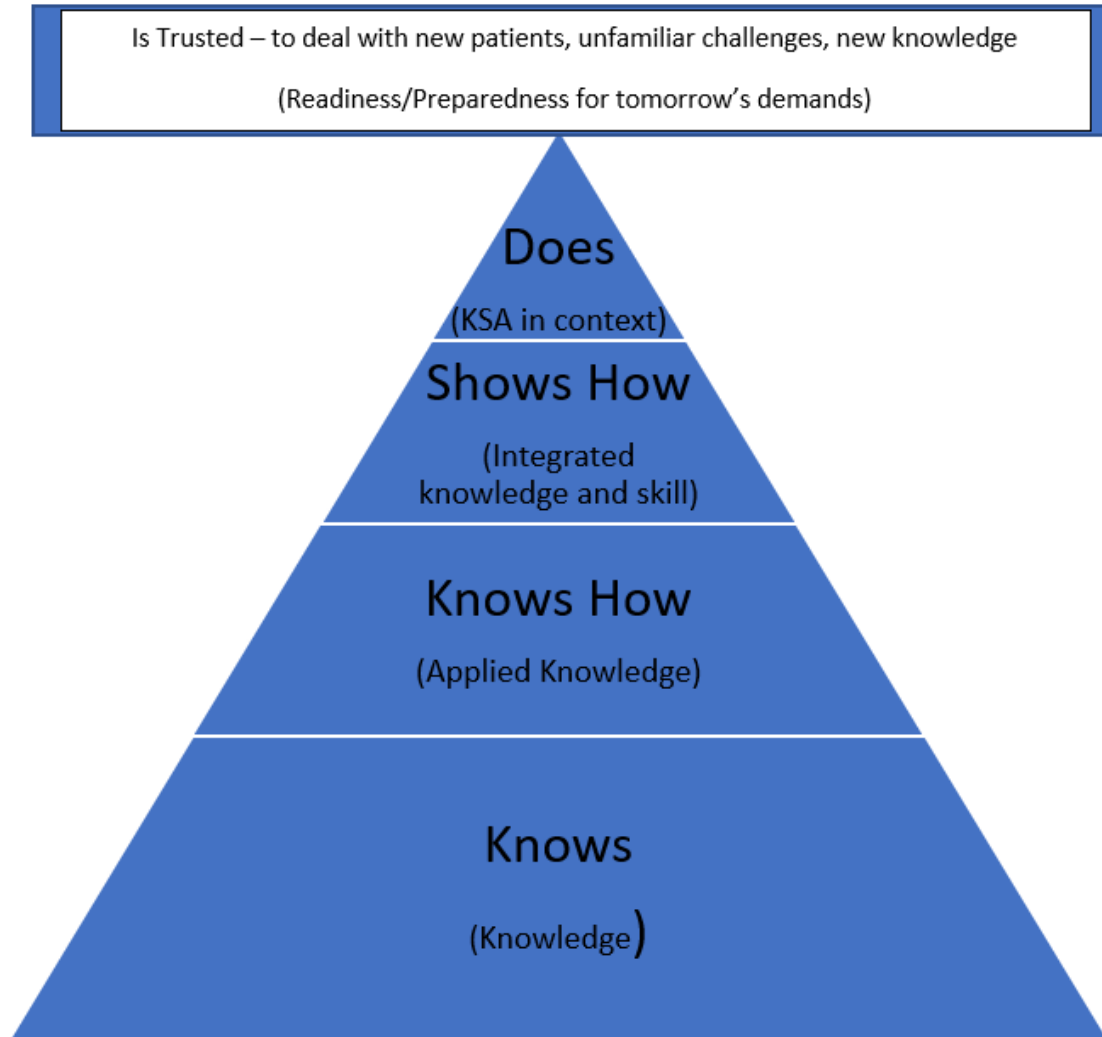 Is Trusted – to deal with new patients, unfamiliar challenges, new knowledge
(Readiness/Preparedness for tomorrow’s demands)
Does
(KSA in context)
Shows How
(Integrated
knowledge and skill)
Knows How
(Applied Knowledge)
Knows
(Knowledge)